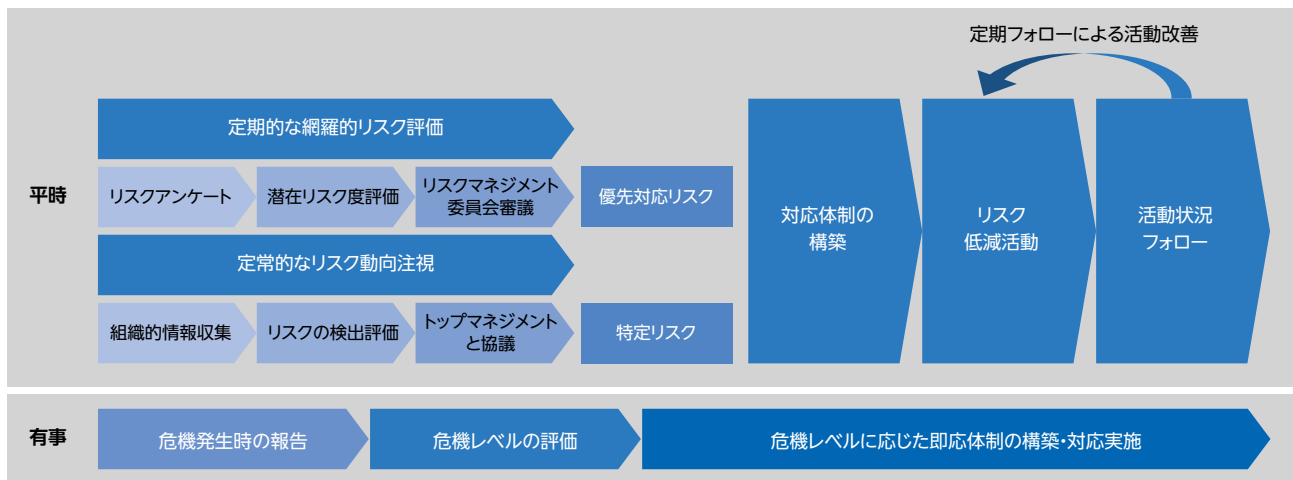 定期フォローによる活動改善
平時
定期的な網羅的リスク評価
リスクアンケート
潜在リスク度評価
リスクマネジメント
委員会審議
優先対応リスク
定常的なリスク動向注視
組織的情報収集
リスクの検出評価
トップマネジメント
と協議
特定リスク
対応体制の
構築
リスク
低減活動
活動状況
フォロー
有事
危機発生時の報告
危機レベルの評価
危機レベルに応じた即応体制の構築・対応実施